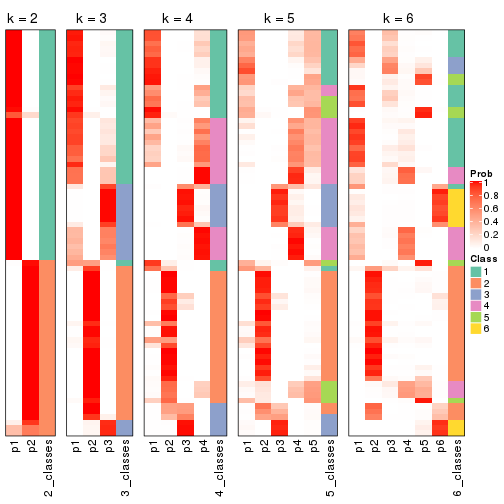 k = 2
k = 3
k = 4
k = 5
k = 6
Prob
1
0.8
0.6
0.4
0.2
0
Class
1
2
3
4
5
6
p1
p2
2_classes
p1
p2
p3
3_classes
p1
p2
p3
p4
4_classes
p1
p2
p3
p4
p5
5_classes
p1
p2
p3
p4
p5
p6
6_classes